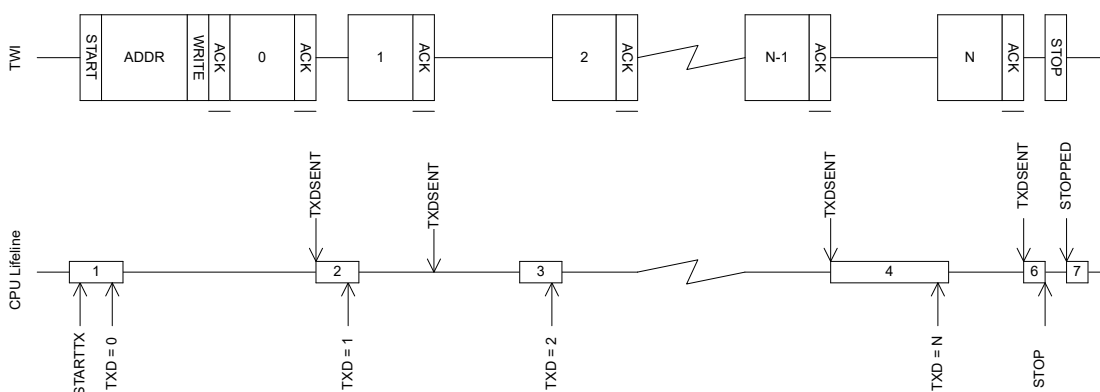 TWI
START
ADDR
WRITE
ACK
0
ACK
1
ACK
2
ACK
N-1
ACK
N
ACK
STOP
CPU Lifeline
TXDSENT
TXDSENT
TXDSENT
TXDSENT
STOPPED
1
2
3
4
6
7
STARTTX
TXD = 0
TXD = 1
TXD = 2
TXD = N
STOP